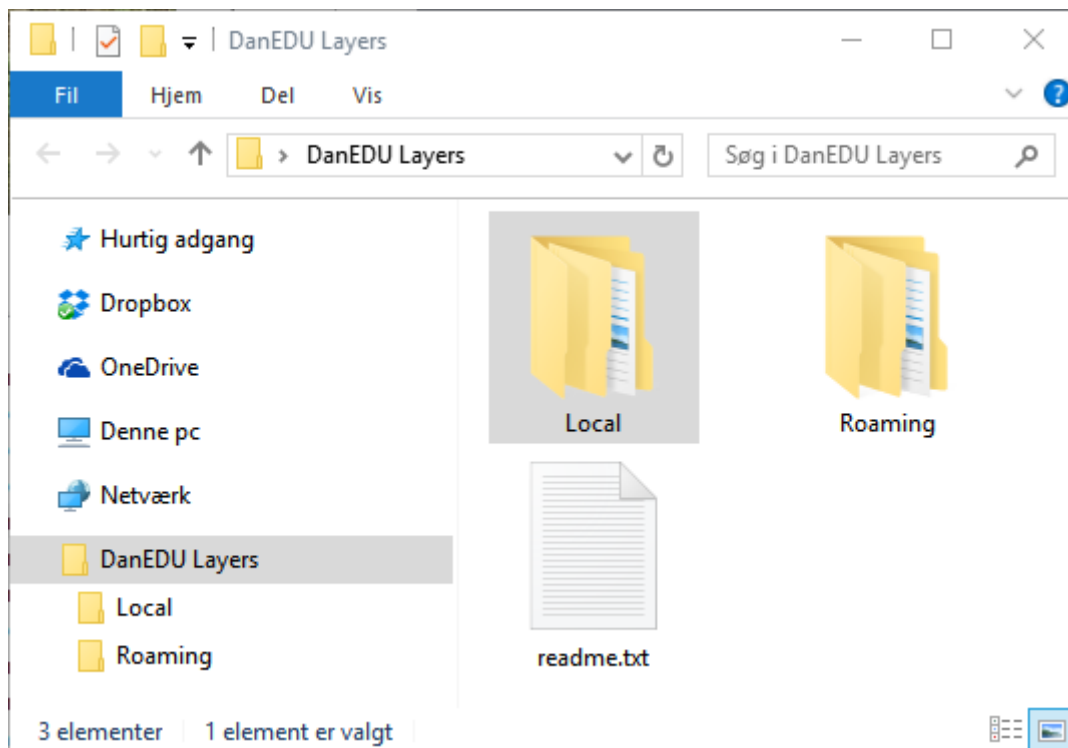 DanEDU Layers
Fil Hjem Del Vis ?
DanEDU Layers Søg i DanEDU Layers
Hurtig adgang
Dropbox
OneDrive
Denne pc
Netværk
DanEDU Layers
Local
Roaming
Local Roaming
readme.txt
3 elementer 1 element er valgt